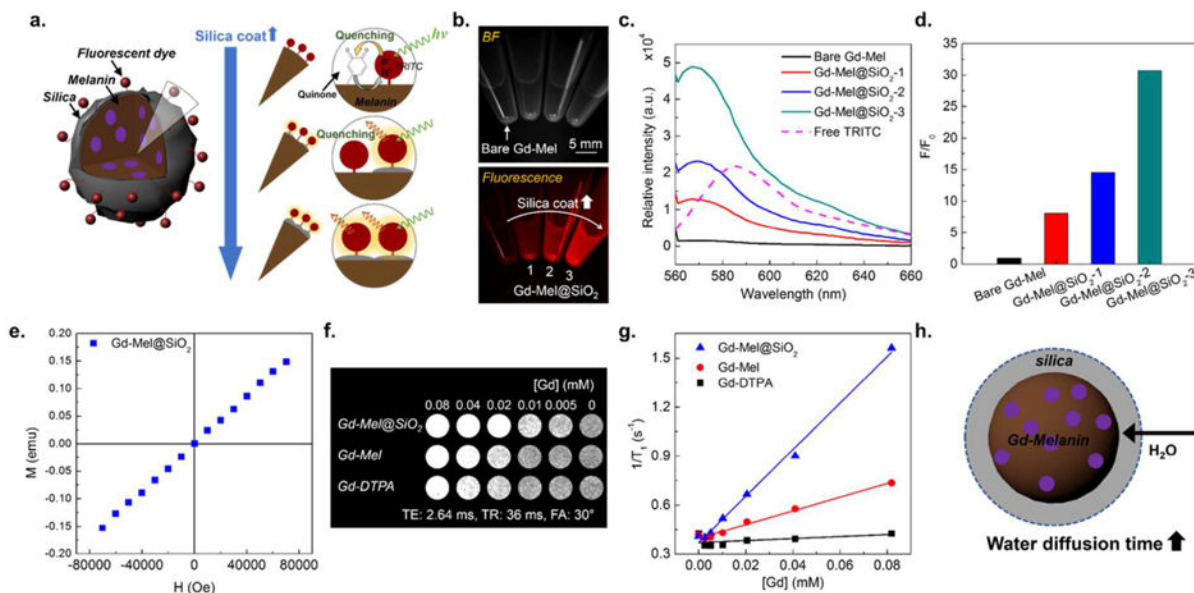 a.
Fluorescent dye
Melanin
Silica
Silica coat
Quenching
hν
TRITC
Quinone
Melanin
Quenching
b.
BF
Bare Gd-Mel
5 mm
Fluorescence
Silica coat
1 2 3
Gd-Mel@SiO2
c.
×10⁴
5
4
3
2
1
0
Relative intensity (a.u.)
Bare Gd-Mel
Gd-Mel@SiO2-1
Gd-Mel@SiO2-2
Gd-Mel@SiO2-3
Free TRITC
560 580 600 620 640 660
Wavelength (nm)
d.
35
30
25
20
15
10
5
0
F/F0
Bare Gd-Mel
Gd-Mel@SiO2-1
Gd-Mel@SiO2-2
Gd-Mel@SiO2-3
e.
0.20
0.15
0.10
0.05
0.00
-0.05
-0.10
-0.15
-0.20
M (emu)
Gd-Mel@SiO2
-80000 -40000 0 40000 80000
H (Oe)
f.
[Gd] (mM)
0.08 0.04 0.02 0.01 0.005 0
Gd-Mel@SiO2
Gd-Mel
Gd-DTPA
TE: 2.64 ms, TR: 36 ms, FA: 30°
g.
1.5
1.2
0.9
0.6
0.3
1/T1 (s⁻¹)
Gd-Mel@SiO2
Gd-Mel
Gd-DTPA
0.00 0.02 0.04 0.06 0.08
[Gd] (mM)
h.
silica
Gd-Melanin
H2O
Water diffusion time